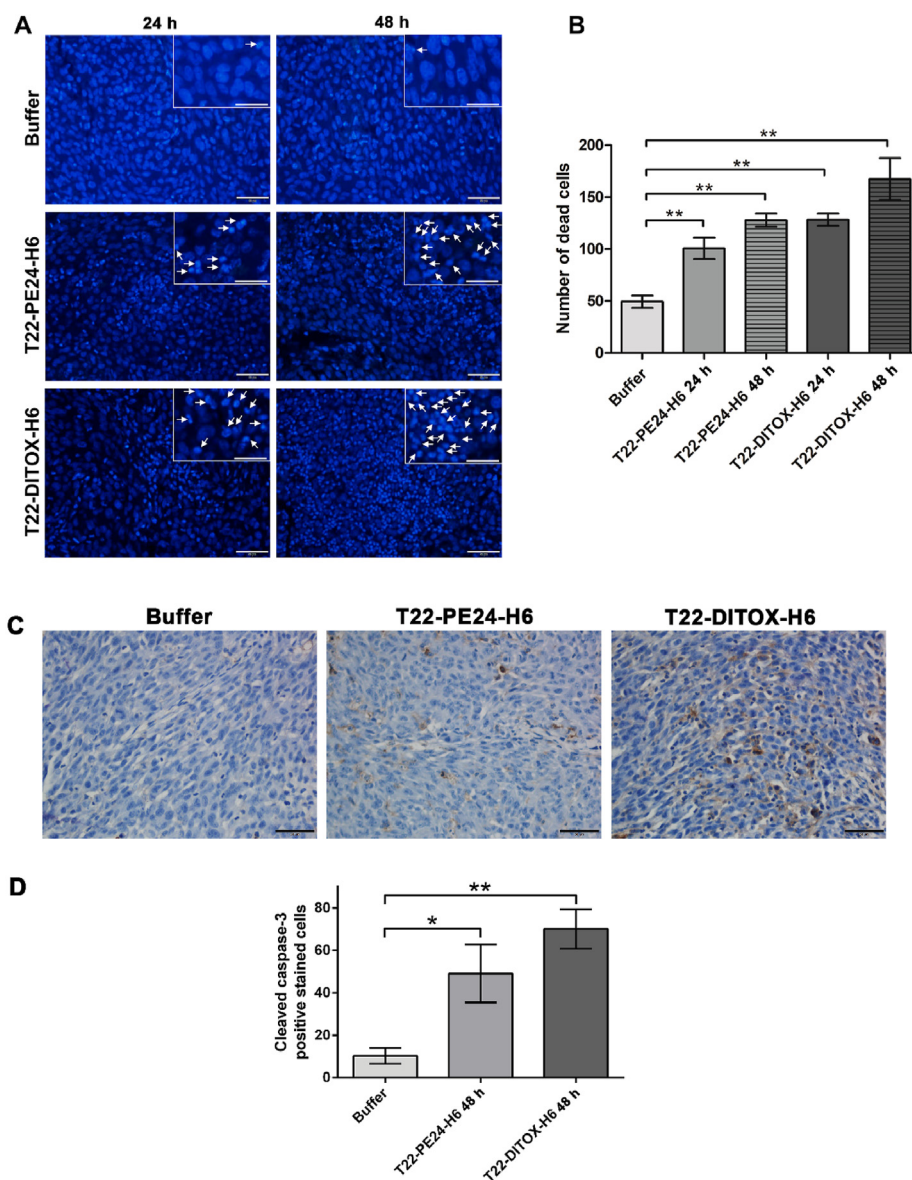 A
24 h
48 h
Buffer
T22-PE24-H6
T22-DITOX-H6
B
Number of dead cells
200
150
100
50
0
**
**
**
**
Buffer
T22-PE24-H6 24 h
T22-PE24-H6 48 h
T22-DITOX-H6 24 h
T22-DITOX-H6 48 h
C
Buffer
T22-PE24-H6
T22-DITOX-H6
D
Cleaved caspase-3
positive stained cells
80
60
40
20
0
**
*
Buffer
T22-PE24-H6 48 h
T22-DITOX-H6 48 h